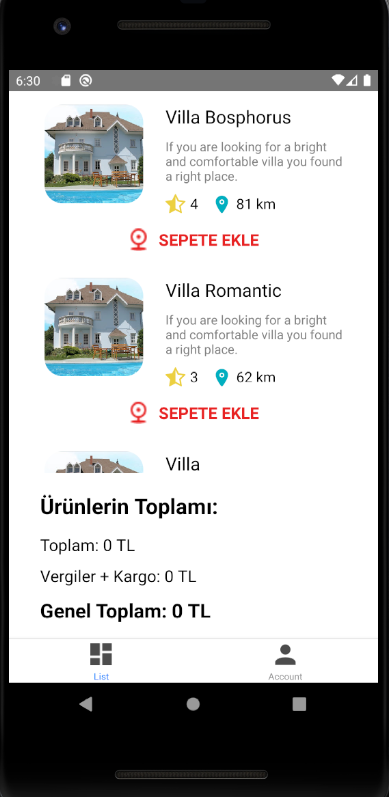 6:30
Villa Bosphorus
If you are looking for a bright
and comfortable villa you found
a right place.
4 81 km
SEPETE EKLE
Villa Romantic
If you are looking for a bright
and comfortable villa you found
a right place.
3 62 km
SEPETE EKLE
Villa
Ürünlerin Toplamı:
Toplam: 0 TL
Vergiler + Kargo: 0 TL
Genel Toplam: 0 TL
List Account